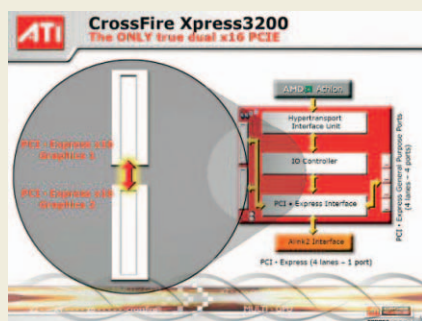 ATI
CrossFire Xpress3200
The ONLY true dual x16 PCIE
AMD Athlon
Hypertransport
Interface Unit
IO Controller
PCI • Express Interface
Alink2 Interface
PCI • Express (4 lanes – 1 port)
PCI • Express General Purpose Ports
(4 lanes – 4 ports)
PCI - Express x16
Graphics
PCI - Express x16
Graphics